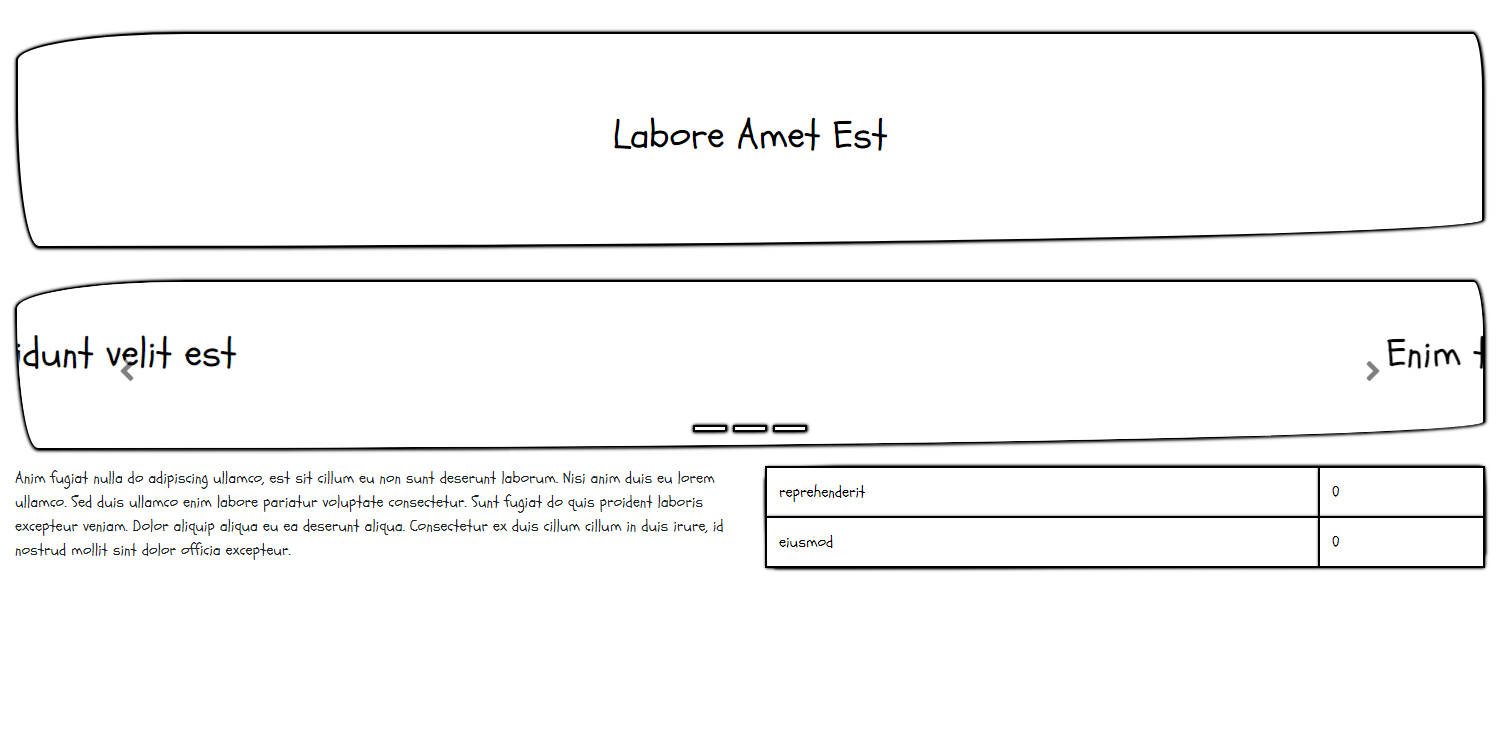 Labore Amet Est
velit est
Enim
Anim fugiat nulla do adipiscing ullamco, est sit cillum eu non sunt deserunt laborum. Nisi anim duis eu lorem
ullamco. Sed duis ullamco enim labore pariatur voluptate consectetur. Sunt fugiat do quis proident laboris
excepteur veniam. Dolor aliquip aliqua eu ea deserunt aliqua. Consectetur ex duis cillum cillum in duis irure, id
nostrud mollit sint dolor officia excepteur.
reprehenderit 0
eiusmod 0